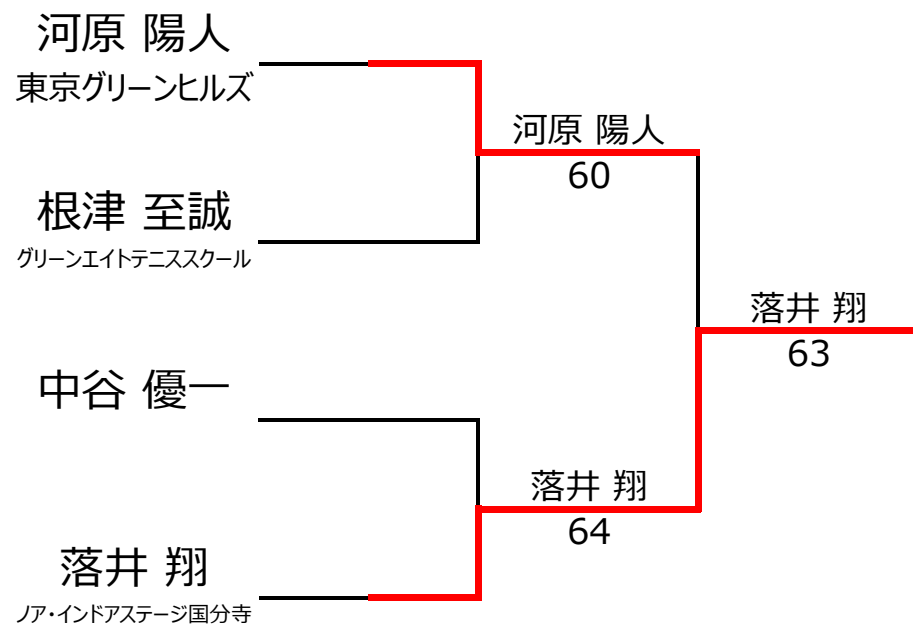 河原 陽人
東京グリーンヒルズ
河原 陽人
60
根津 至誠
グリーンエイトテニススクール
落井 翔
63
中谷 優一
落井 翔
64
落井 翔
ノア・インドアステージ国分寺